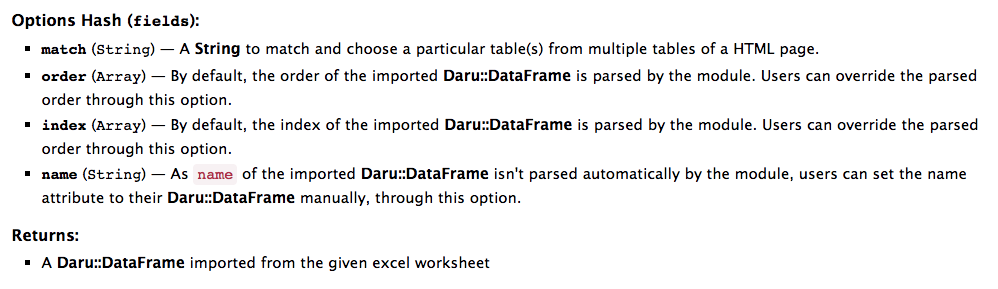 Options Hash (fields):
▪ match (String) — A String to match and choose a particular table(s) from multiple tables of a HTML page.
▪ order (Array) — By default, the order of the imported Daru::DataFrame is parsed by the module. Users can override the parsed
order through this option.
▪ index (Array) — By default, the index of the imported Daru::DataFrame is parsed by the module. Users can override the parsed
order through this option.
▪ name (String) — As name of the imported Daru::DataFrame isn't parsed automatically by the module, users can set the name
attribute to their Daru::DataFrame manually, through this option.
Returns:
▪ A Daru::DataFrame imported from the given excel worksheet